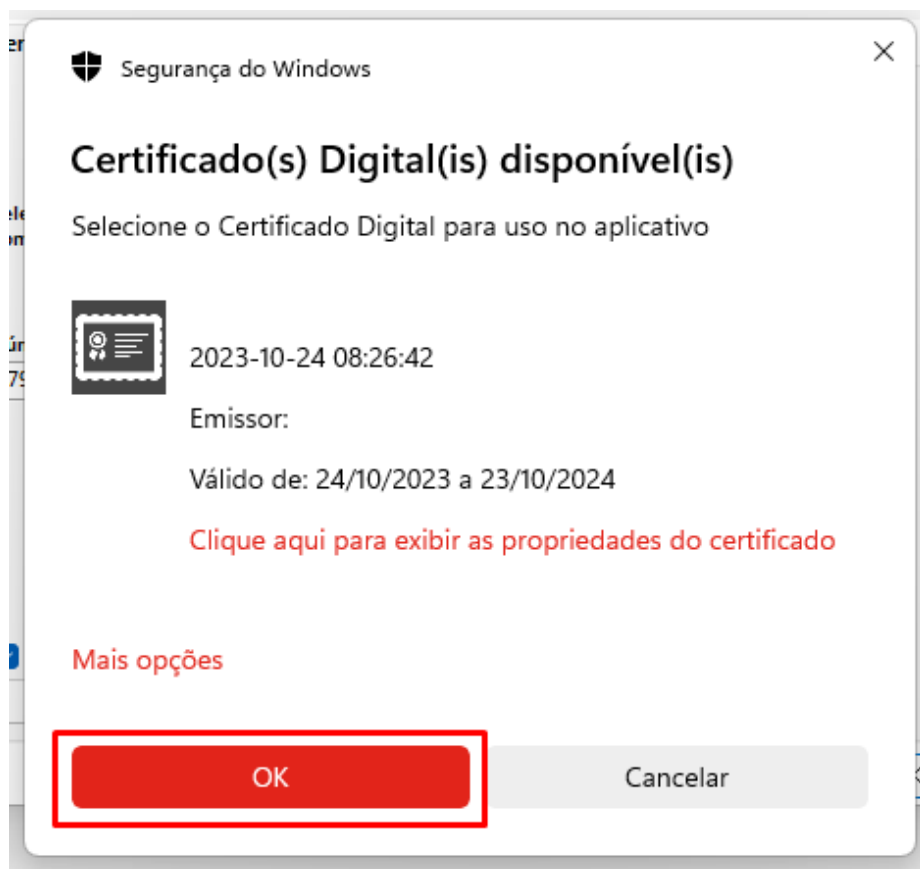 Segurança do Windows
Certificado(s) Digital(is) disponível(is)
Selecione o Certificado Digital para uso no aplicativo
2023-10-24 08:26:42
Emissor:
Válido de: 24/10/2023 a 23/10/2024
Clique aqui para exibir as propriedades do certificado
Mais opções
OK
Cancelar